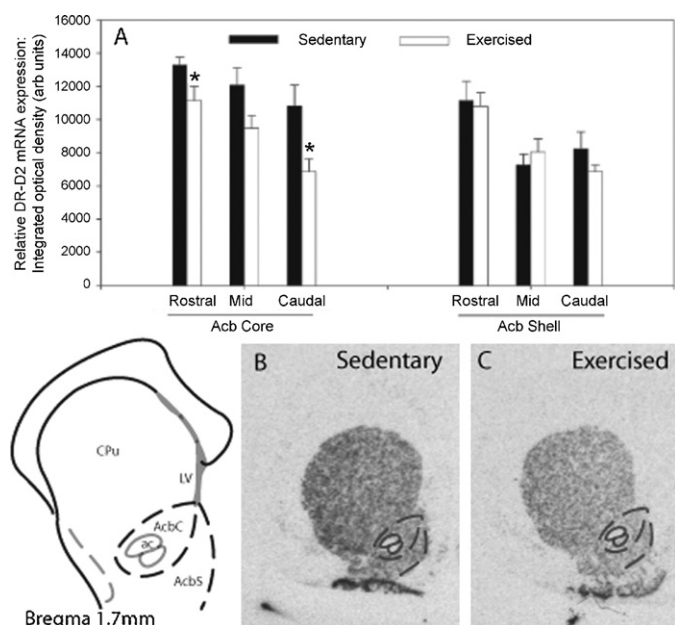 Relative DR-D2 mRNA expression:
Integrated optical density (arb units)
16000
14000
12000
10000
8000
6000
4000
2000
0
A
Sedentary
Exercised
*
*
Rostral Mid Caudal
Acb Core
Rostral Mid Caudal
Acb Shell
CPu
LV
AcbC
ac
AcbS
Bregma 1.7mm
B Sedentary
C Exercised